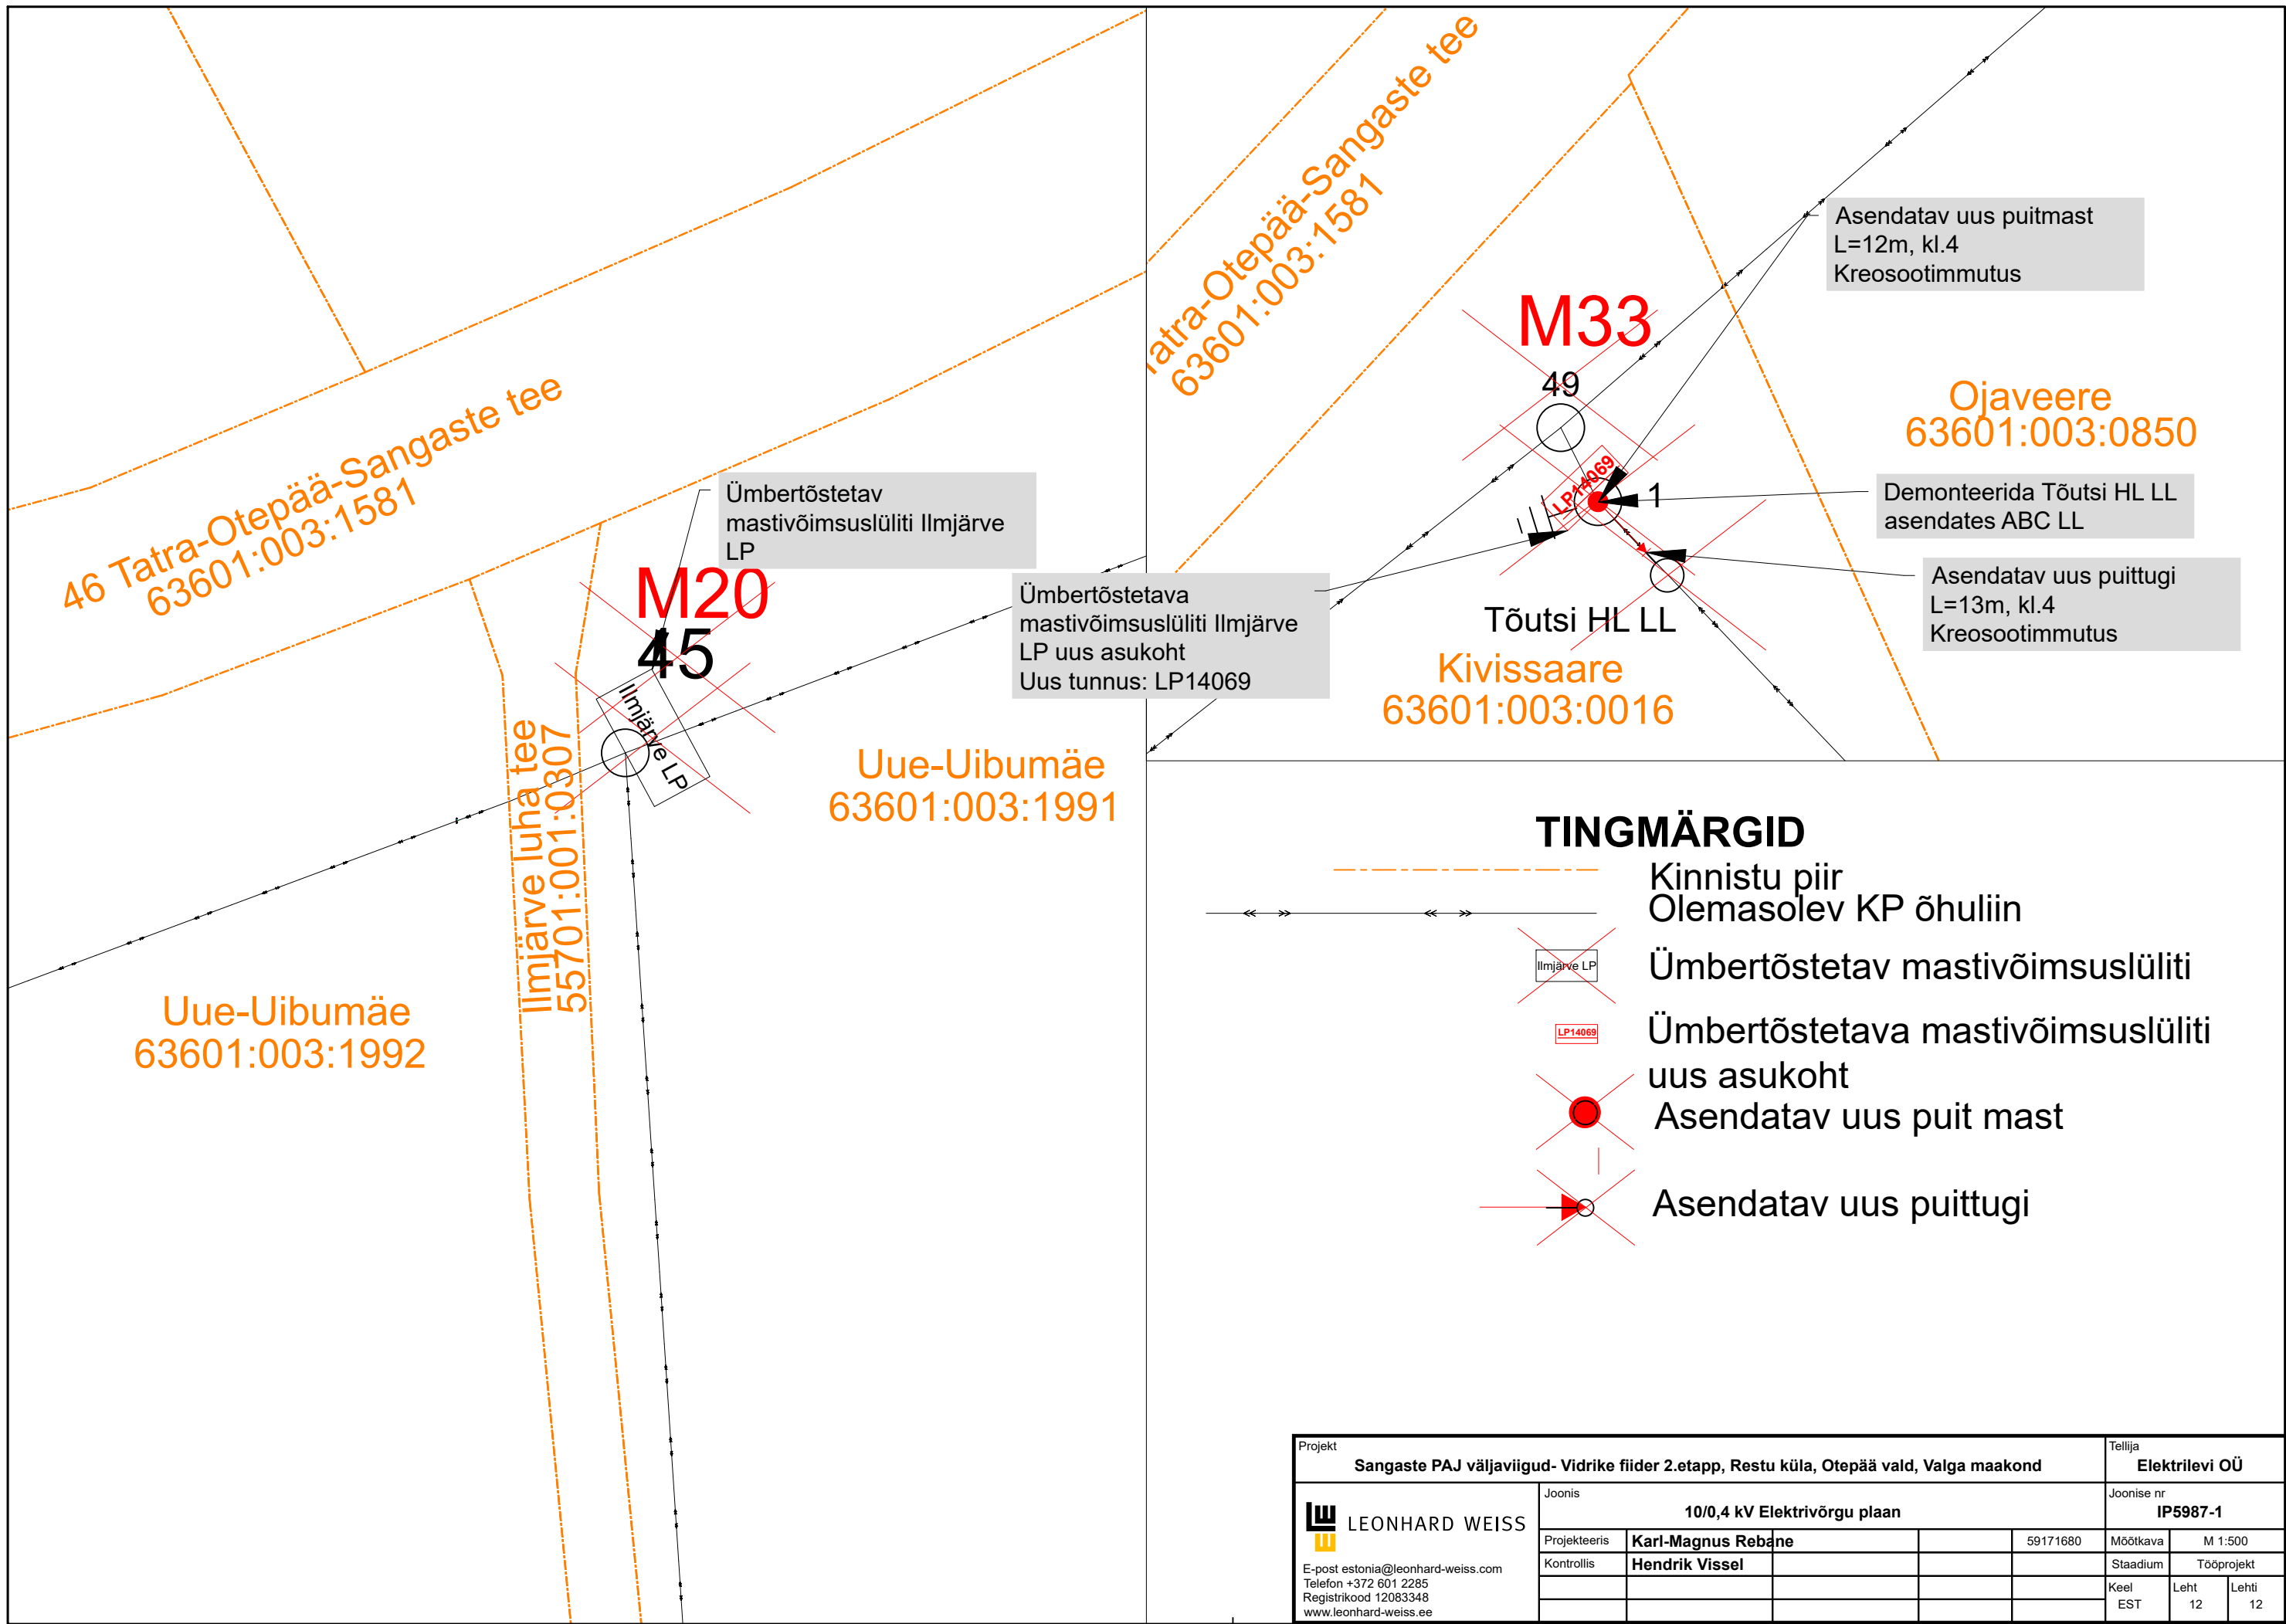 46 Tatra-Otepää-Sangaste tee
63601:003:1581
Ümbertõstetav
mastivõimsuslüliti Ilmjärve
LP
M20
45
Ilmjärve LP
Ilmjärve luha tee
55701:001:0307
Uue-Uibumäe
63601:003:1991
Uue-Uibumäe
63601:003:1992
Tatra-Otepää-Sangaste tee
63601:003:1581
Asendatav uus puitmast
L=12m, kl.4
Kreosootimmutus
M33
49
LP14069
1
Ojaveere
63601:003:0850
Demonteerida Tõutsi HL LL
asendates ABC LL
Asendatav uus puittugi
L=13m, kl.4
Kreosootimmutus
Ümbertõstetava
mastivõimsuslüliti Ilmjärve
LP uus asukoht
Uus tunnus: LP14069
Tõutsi HL LL
Kivissaare
63601:003:0016
TINGMÄRGID
Kinnistu piir
Olemasolev KP õhuliin
Ilmjärve LP
Ümbertõstetav mastivõimsuslüliti
LP14069
Ümbertõstetava mastivõimsuslüliti
uus asukoht
Asendatav uus puit mast
Asendatav uus puittugi
Projekt
Sangaste PAJ väljaviigud- Vidrike fiider 2.etapp, Restu küla, Otepää vald, Valga maakond
Tellija
Elektrilevi OÜ
LEONHARD WEISS
E-post estonia@leonhard-weiss.com
Telefon +372 601 2285
Registrikood 12083348
www.leonhard-weiss.ee
Joonis
10/0,4 kV Elektrivõrgu plaan
Joonise nr
IP5987-1
Projekteeris Karl-Magnus Rebane 59171680
Mõõtkava M 1:500
Kontrollis Hendrik Vissel
Staadium Tööprojekt
Keel Leht Lehti
EST 12 12